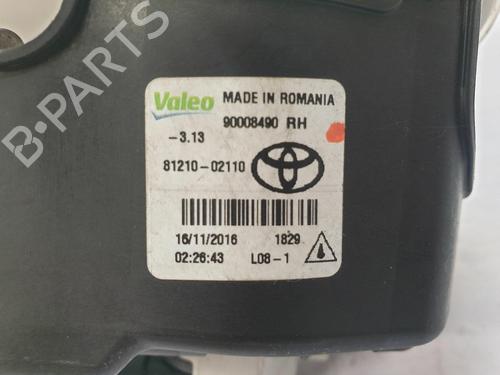 B-PARTS
Valeo MADE IN ROMANIA
90008490 RH
-3.13
81210-02110
16/11/2016 1829
02:26:43 L08-1